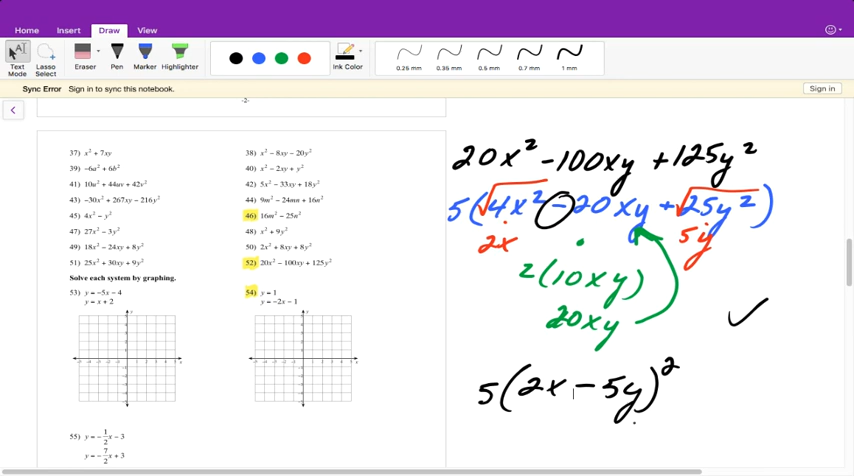 Home Insert Draw View
Text Mode
Lasso Select
Eraser
Pen
Marker
Highlighter
Ink Color
0.25 mm 0.35 mm 0.5 mm 0.7 mm 1 mm
Sync Error Sign in to sync this notebook. Sign in
-2-
37) x² + 7xy
38) x² − 8xy − 20y²
39) −6a² + 6b²
40) x² − 2xy + y²
41) 10u² + 44uv + 42v²
42) 5x² − 33xy + 18y²
43) −30x² + 267xy − 216y²
44) 9m² − 24mn + 16n²
45) 4x² − y²
46) 16m² − 25n²
47) 27x² − 3y²
48) x² + 9y²
49) 18x² − 24xy + 8y²
50) 2x² + 8xy + 8y²
51) 25x² + 30xy + 9y²
52) 20x² − 100xy + 125y²
Solve each system by graphing.
53) y = −5x − 4
y = x + 2
54) y = 1
y = −2x − 1
55) y = −1/2x − 3
y = −7/2x + 3
20x² − 100xy + 125y²
5(√4x² − 20xy + √25y²)
2x 5y
2(10xy)
20xy
5(2x − 5y)²